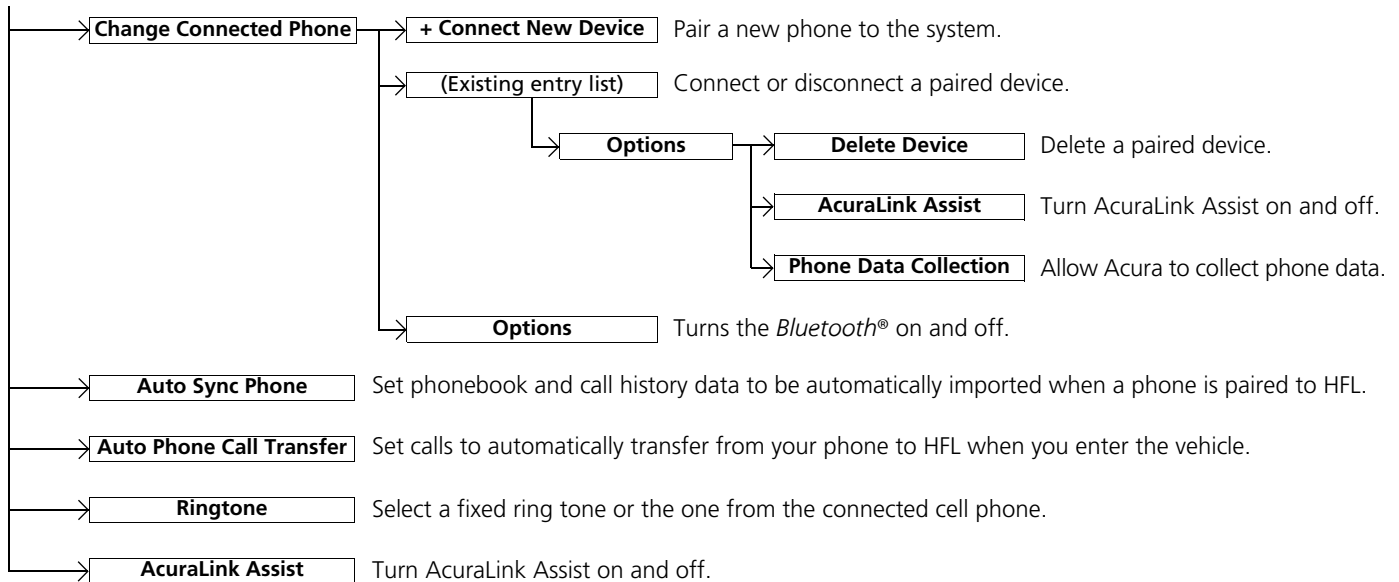 Change Connected Phone
+ Connect New Device
Pair a new phone to the system.
(Existing entry list)
Connect or disconnect a paired device.
Options
Delete Device
Delete a paired device.
AcuraLink Assist
Turn AcuraLink Assist on and off.
Phone Data Collection
Allow Acura to collect phone data.
Options
Turns the Bluetooth® on and off.
Auto Sync Phone
Set phonebook and call history data to be automatically imported when a phone is paired to HFL.
Auto Phone Call Transfer
Set calls to automatically transfer from your phone to HFL when you enter the vehicle.
Ringtone
Select a fixed ring tone or the one from the connected cell phone.
AcuraLink Assist
Turn AcuraLink Assist on and off.